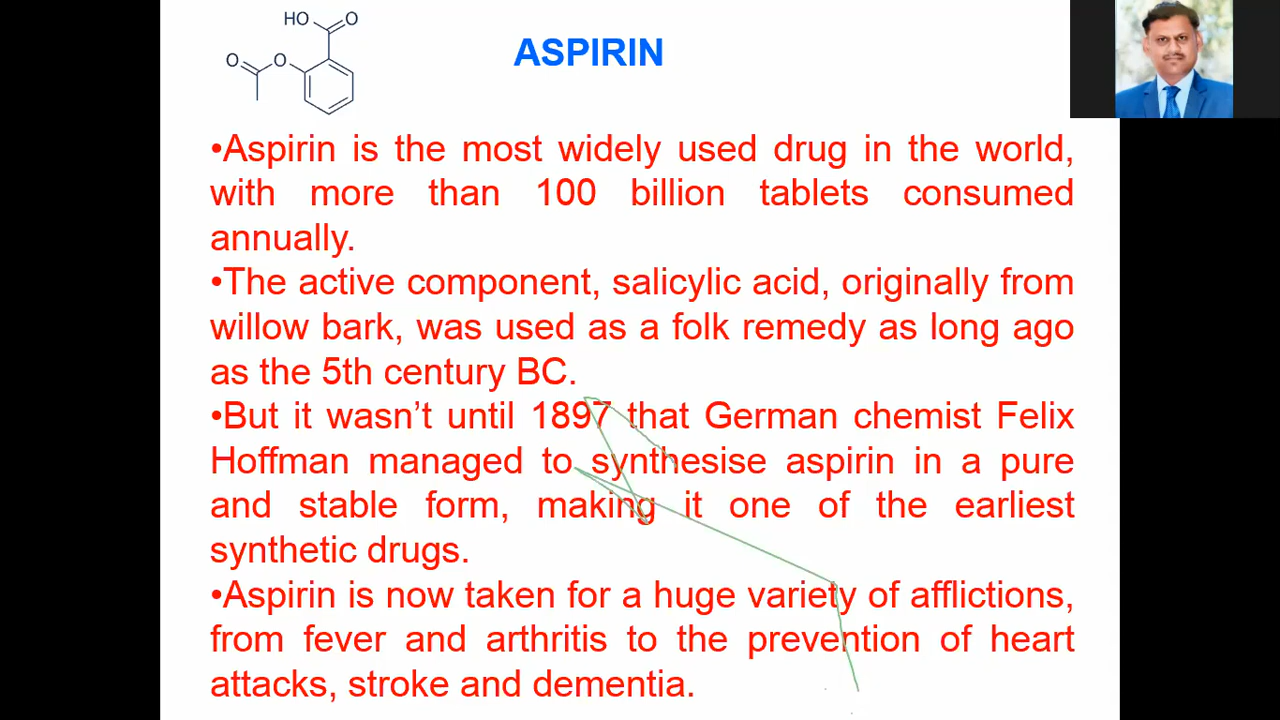 HO
O
O
O
ASPIRIN
•Aspirin is the most widely used drug in the world,
with more than 100 billion tablets consumed
annually.
•The active component, salicylic acid, originally from
willow bark, was used as a folk remedy as long ago
as the 5th century BC.
•But it wasn’t until 1897 that German chemist Felix
Hoffman managed to synthesise aspirin in a pure
and stable form, making it one of the earliest
synthetic drugs.
•Aspirin is now taken for a huge variety of afflictions,
from fever and arthritis to the prevention of heart
attacks, stroke and dementia.